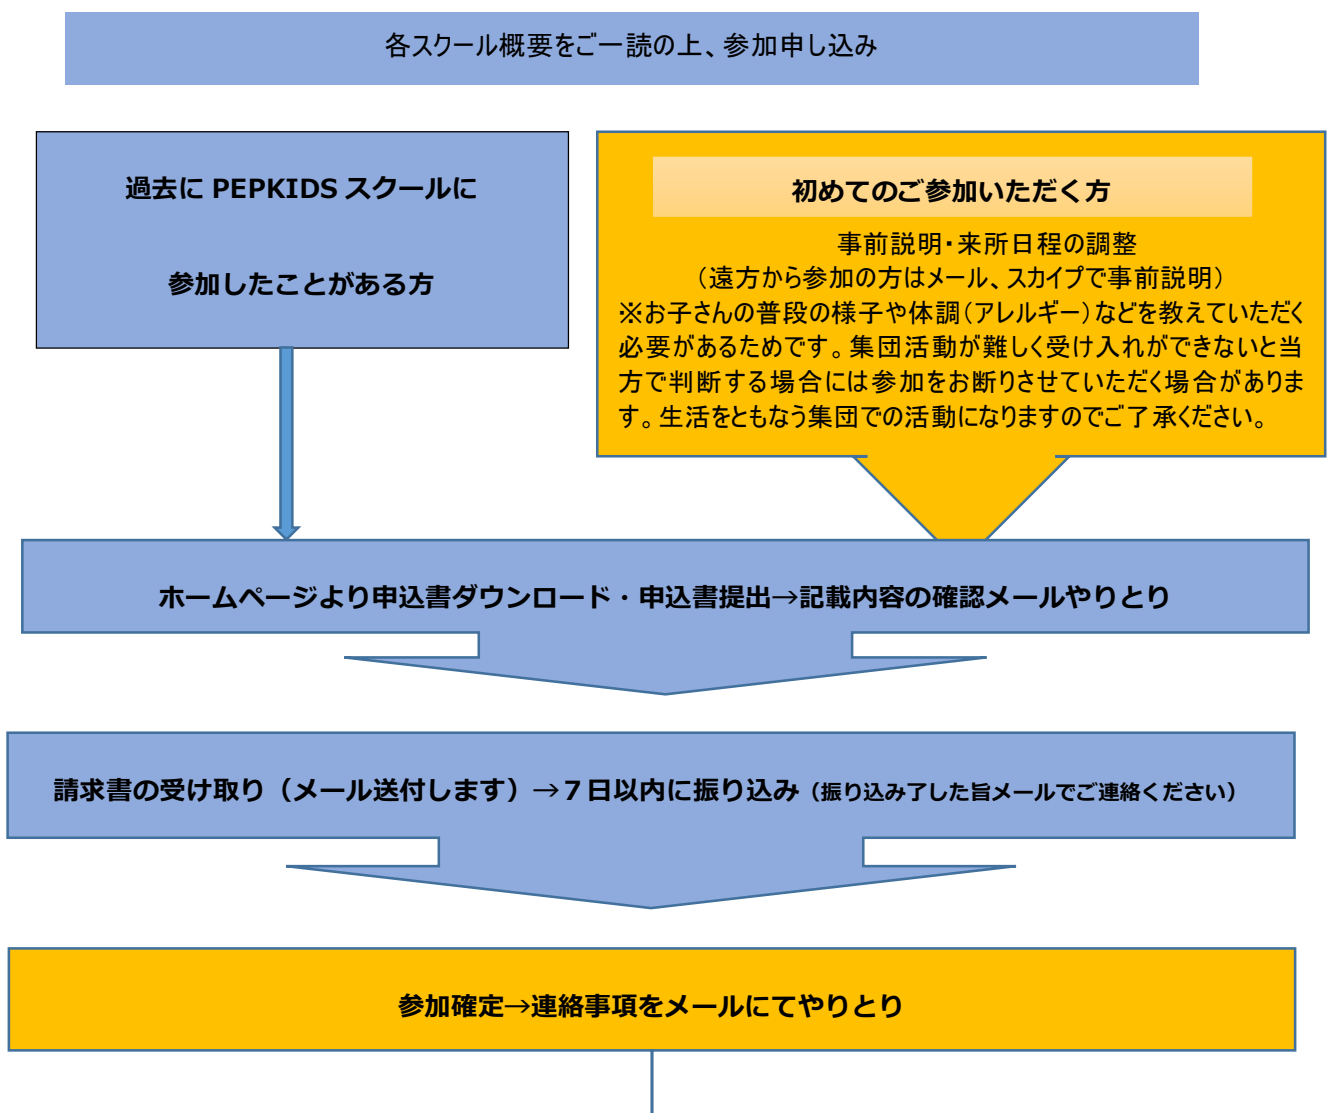 各スクール概要をご一読の上、参加申し込み
過去に PEPKIDS スクールに
参加したことがある方
初めてのご参加いただく方
事前説明・来所日程の調整
（遠方から参加の方はメール、スカイプで事前説明）
※お子さんの普段の様子や体調（アレルギー）などを教えていただく
必要があるためです。集団活動が難しく受け入れができないと当
方で判断する場合には参加をお断りさせていただく場合がありま
す。生活をともなう集団での活動になりますのでご了承ください。
ホームページより申込書ダウンロード・申込書提出→記載内容の確認メールやりとり
請求書の受け取り（メール送付します）→７日以内に振り込み（振り込み了した旨メールでご連絡ください）
参加確定→連絡事項をメールにてやりとり